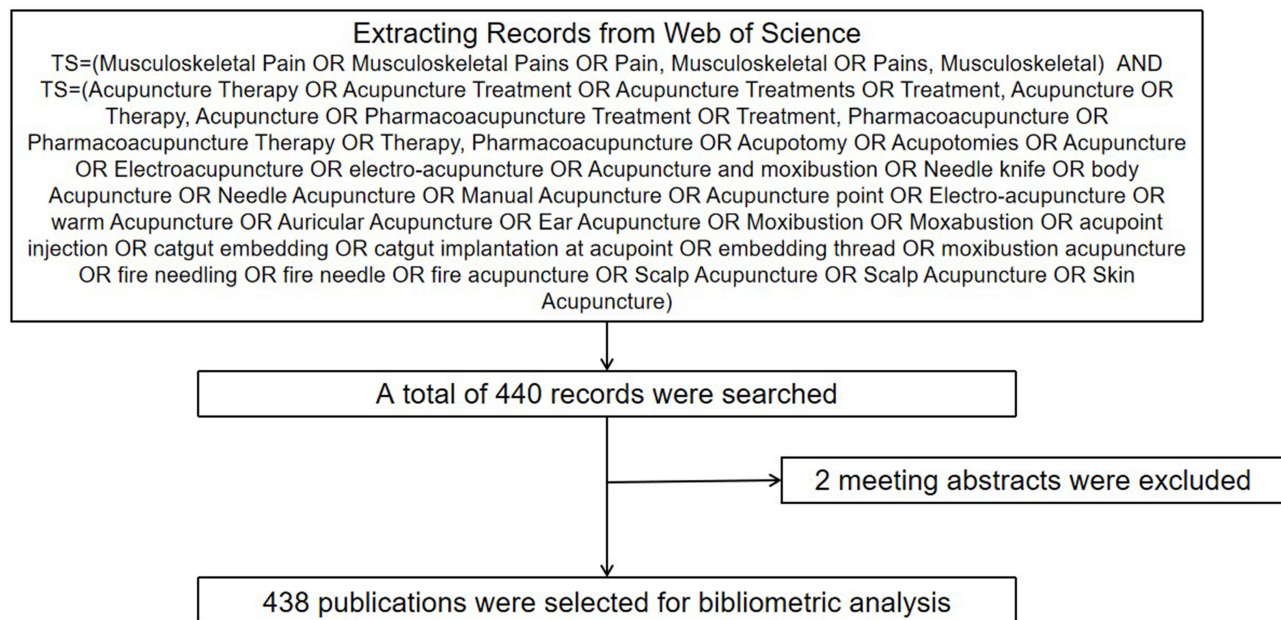 Extracting Records from Web of Science
TS=(Musculoskeletal Pain OR Musculoskeletal Pains OR Pain, Musculoskeletal OR Pains, Musculoskeletal) AND
TS=(Acupuncture Therapy OR Acupuncture Treatment OR Acupuncture Treatments OR Treatment, Acupuncture OR
Therapy, Acupuncture OR Pharmacoacupuncture Treatment OR Treatment, Pharmacoacupuncture OR
Pharmacoacupuncture Therapy OR Therapy, Pharmacoacupuncture OR Acupotomy OR Acupotomies OR Acupuncture
OR Electroacupuncture OR electro-acupuncture OR Acupuncture and moxibustion OR Needle knife OR body
Acupuncture OR Needle Acupuncture OR Manual Acupuncture OR Acupuncture point OR Electro-acupuncture OR
warm Acupuncture OR Auricular Acupuncture OR Ear Acupuncture OR Moxibustion OR Moxabustion OR acupoint
injection OR catgut embedding OR catgut implantation at acupoint OR embedding thread OR moxibustion acupuncture
OR fire needling OR fire needle OR fire acupuncture OR Scalp Acupuncture OR Scalp Acupuncture OR Skin
Acupuncture)
A total of 440 records were searched
2 meeting abstracts were excluded
438 publications were selected for bibliometric analysis